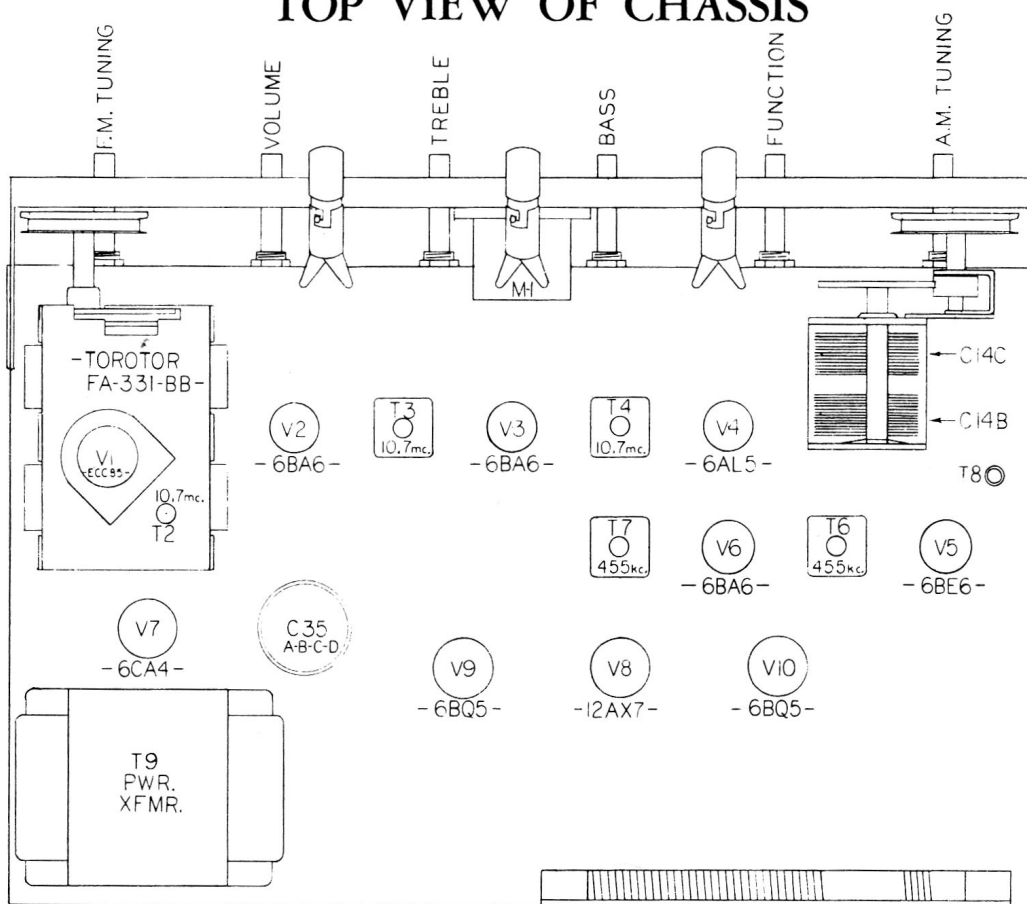 TOP VIEW OF CHASSIS
F.M. TUNING
VOLUME
TREBLE
BASS
FUNCTION
A.M. TUNING
M-1
-TOROTOR
FA-331-BB-
C14C
C14B
V1
-ECC85-
10.7mc.
T2
V2
-6BA6-
T3
10.7mc.
V3
-6BA6-
T4
10.7mc.
V4
-6AL5-
T8
T7
455kc.
V6
-6BA6-
T6
455kc.
V5
-6BE6-
V7
-6CA4-
C35
A-B-C-D
V9
-6BQ5-
V8
-12AX7-
V10
-6BQ5-
T9
PWR.
XFMR.